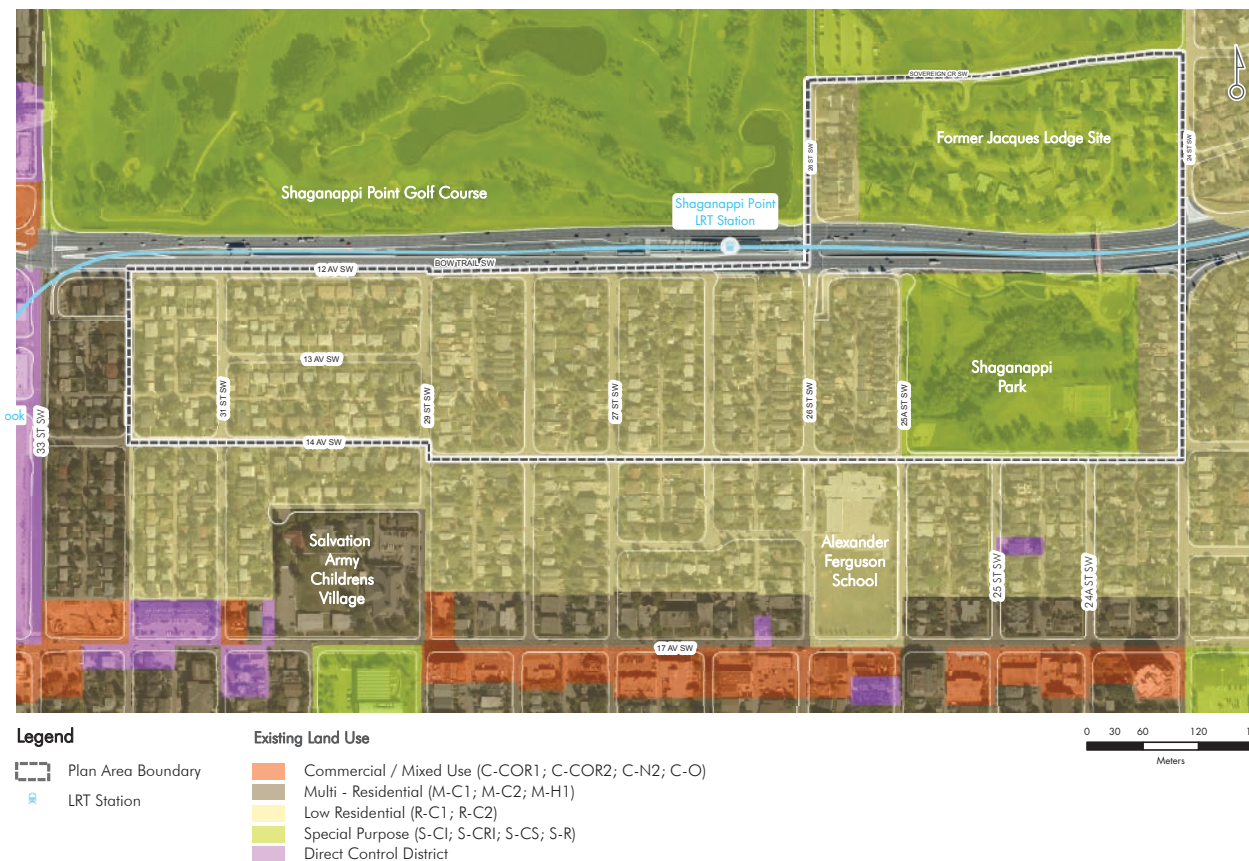 SOVEREIGN CR SW
Former Jacques Lodge Site
26 ST SW
24 ST SW
Shaganappi Point Golf Course
Shaganappi Point
LRT Station
BOW TRAIL SW
12 AV SW
13 AV SW
Shaganappi
Park
31 ST SW
29 ST SW
27 ST SW
26 ST SW
25A ST SW
ook
33 ST SW
14 AV SW
Salvation
Army
Childrens
Village
Alexander
Ferguson
School
25 ST SW
24A ST SW
17 AV SW
Legend
Plan Area Boundary
LRT Station
Existing Land Use
Commercial / Mixed Use (C-COR1; C-COR2; C-N2; C-O)
Multi - Residential (M-C1; M-C2; M-H1)
Low Residential (R-C1; R-C2)
Special Purpose (S-CI; S-CRI; S-CS; S-R)
Direct Control District
0 30 60 120
Meters